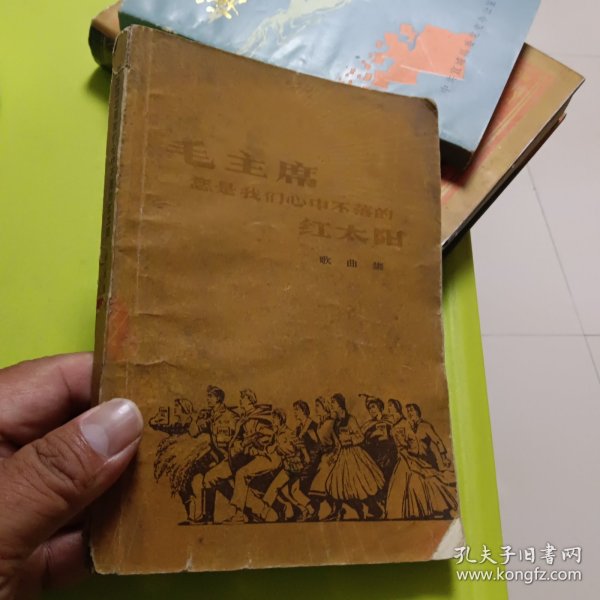 毛主席
您是我们心中不落的
红太阳
歌曲集
孔夫子旧书网
www.kongfz.com